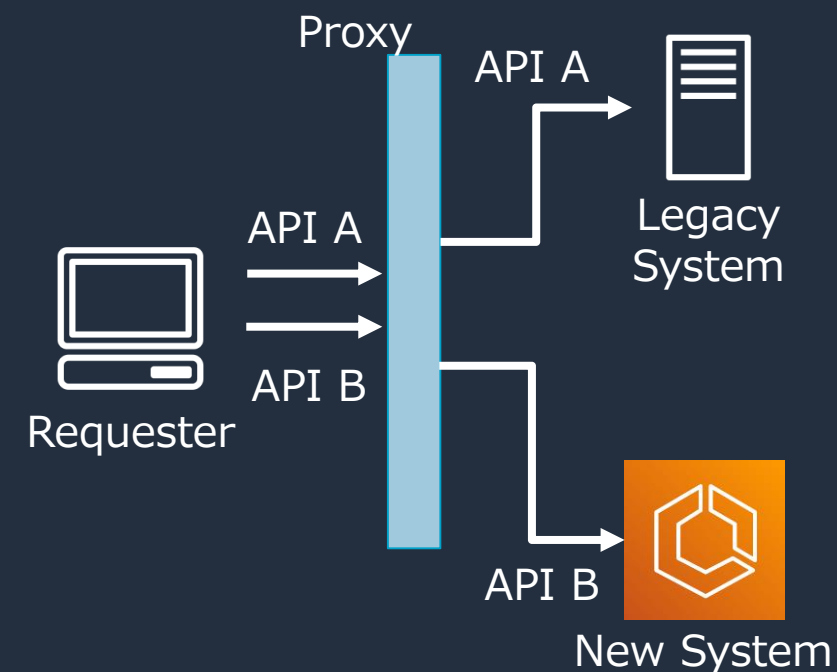 Proxy
API A
API A
Legacy
System
API B
Requester
API B
New System